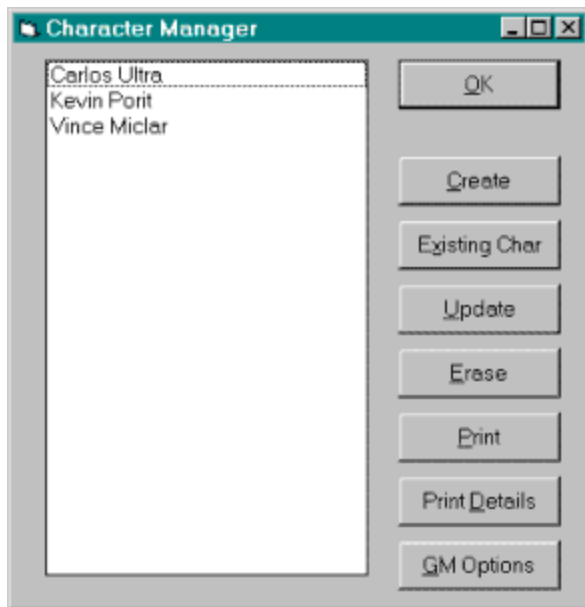 Character Manager
Carlos Ultra
Kevin Porit
Vince Miclar
OK
Create
Existing Char
Update
Erase
Print
Print Details
GM Options